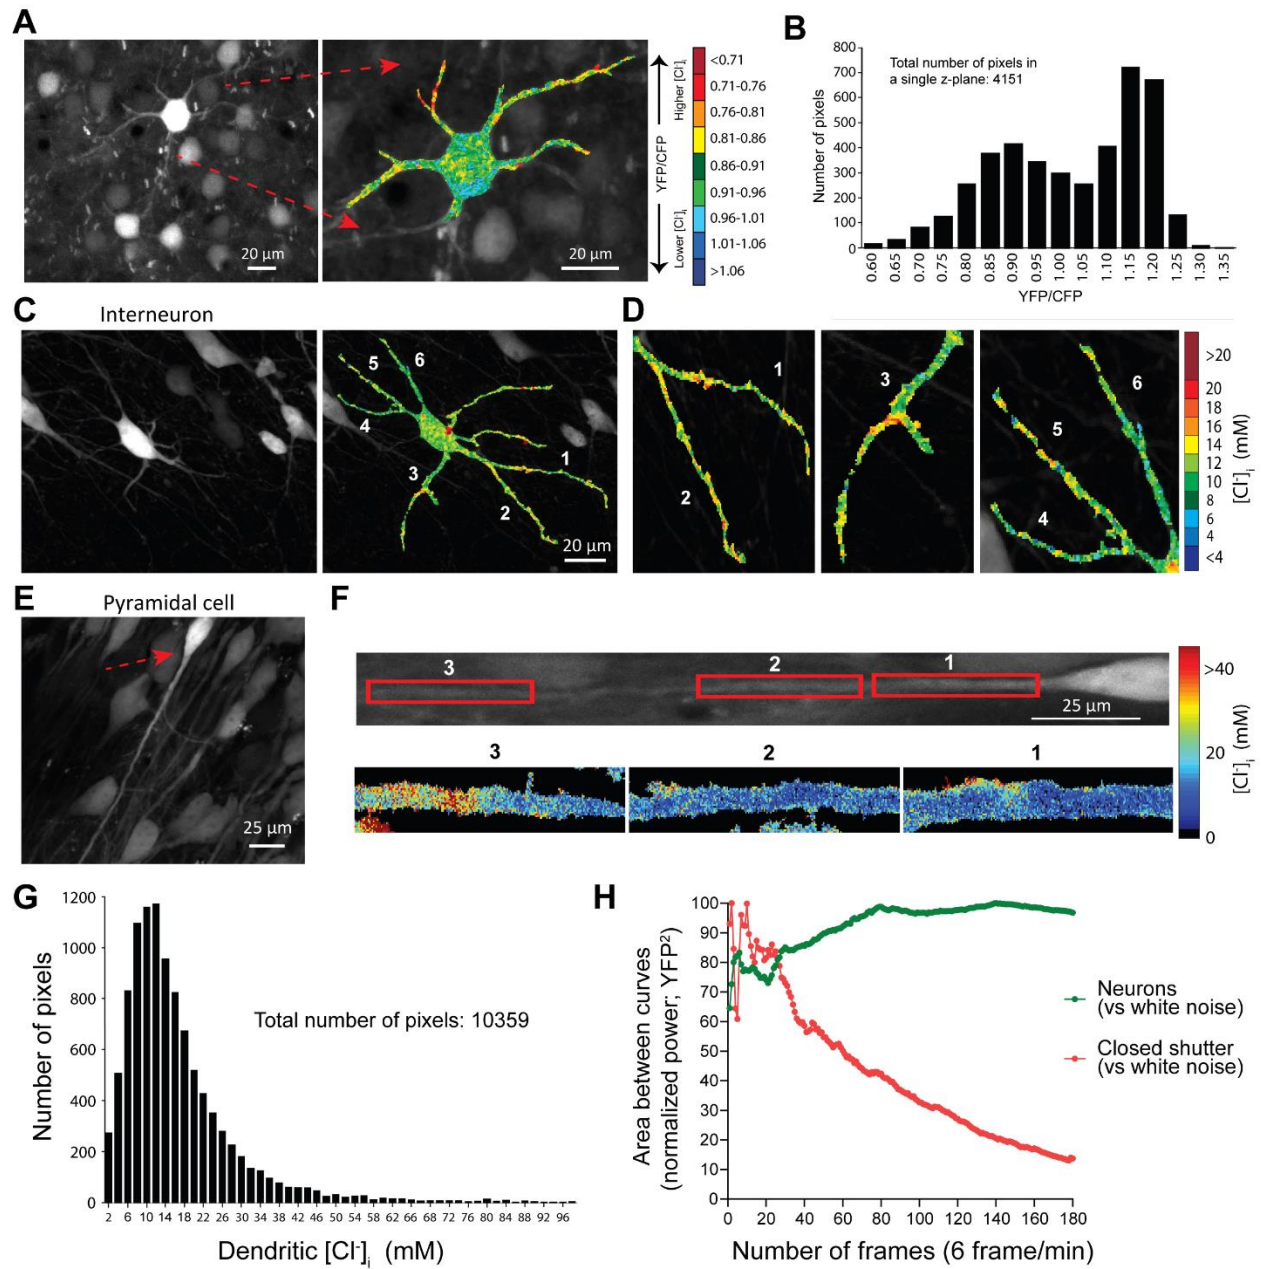 A
20 µm
20 µm
Higher [Cl-]i
YFP/CFP
Lower [Cl-]i
<0.71
0.71-0.76
0.76-0.81
0.81-0.86
0.86-0.91
0.91-0.96
0.96-1.01
1.01-1.06
>1.06
B
Total number of pixels in
a single z-plane: 4151
Number of pixels
800
700
600
500
400
300
200
100
0
0.60 0.65 0.70 0.75 0.80 0.85 0.90 0.95 1.00 1.05 1.10 1.15 1.20 1.25 1.30 1.35
YFP/CFP
C
Interneuron
5 6
4
3
2
1
20 µm
D
1
2
3
6
5
4
>20
20
18
16
14
12
10
8
6
4
<4
[Cl-]i (mM)
E
Pyramidal cell
25 µm
F
3 2 1
25 µm
3 2 1
>40
20
0
[Cl-]i (mM)
G
Number of pixels
1200
1000
800
600
400
200
0
Total number of pixels: 10359
2 6 10 14 18 22 26 30 34 38 42 46 50 54 58 62 66 68 72 76 80 84 88 92 96
Dendritic [Cl-]i (mM)
H
Area between curves
(normalized power; YFP²)
100
90
80
70
60
50
40
30
20
10
0
0 20 40 60 80 100 120 140 160 180
Number of frames (6 frame/min)
Neurons
(vs white noise)
Closed shutter
(vs white noise)